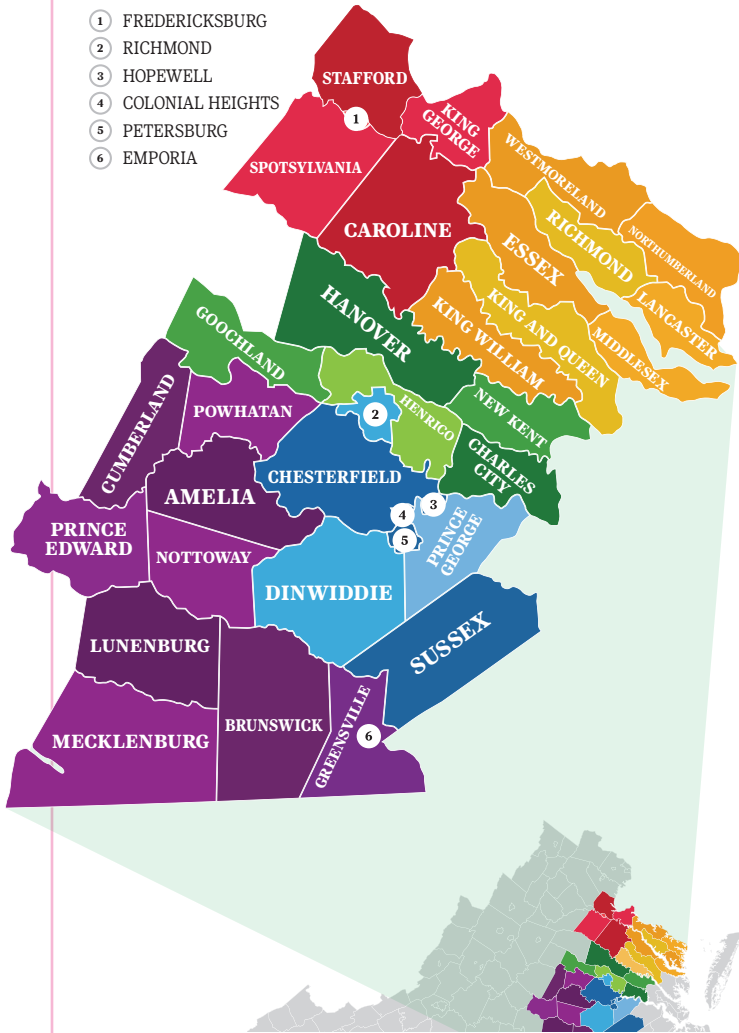 1 FREDERICKSBURG
2 RICHMOND
3 HOPEWELL
4 COLONIAL HEIGHTS
5 PETERSBURG
6 EMPORIA
STAFFORD
1
KING
GEORGE
SPOTSYLVANIA
WESTMORELAND
CAROLINE
RICHMOND
NORTHUMBERLAND
ESSEX
LANCASTER
HANOVER
KING AND QUEEN
KING WILLIAM
MIDDLESEX
GOOCHLAND
CUMBERLAND
POWHATAN
2
HENRICO
NEW KENT
CHARLES
CITY
CHESTERFIELD
AMELIA
3
4
5
PRINCE
GEORGE
PRINCE
EDWARD
NOTTOWAY
DINWIDDIE
SUSSEX
LUNENBURG
BRUNSWICK
GREENSVILLE
6
MECKLENBURG